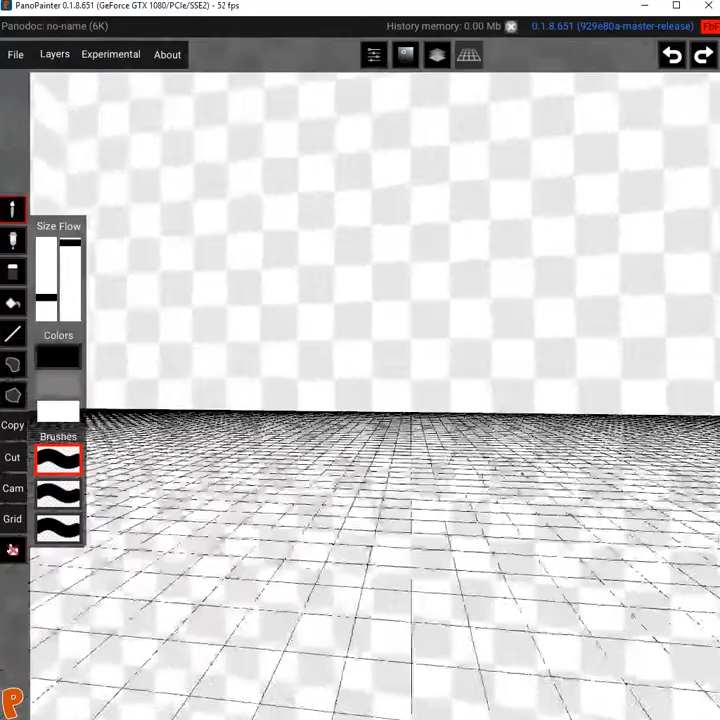 PanoPainter 0.1.8.651 (GeForce GTX 1080/PCIe/SSE2) - 52 fps
Panodoc: no-name (6K)
History memory: 0.00 Mb
0.1.8.651 (929e80a-master-release)
FbF
File
Layers
Experimental
About
Size Flow
Colors
Brushes
Copy
Cut
Cam
Grid